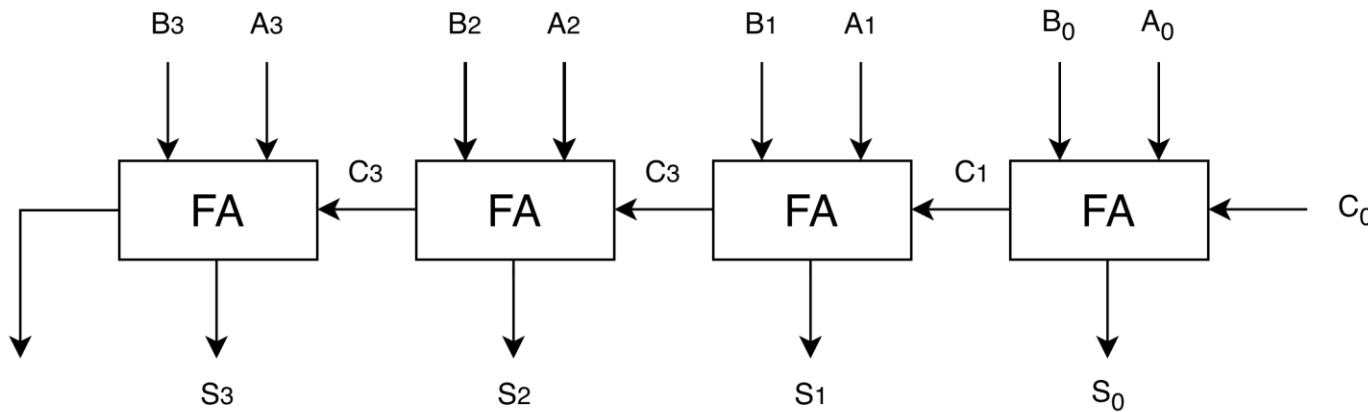 B3 A3 B2 A2 B1 A1 B₀ A₀
C3 C3 C1
FA FA FA FA C₀
S3 S2 S1 S₀